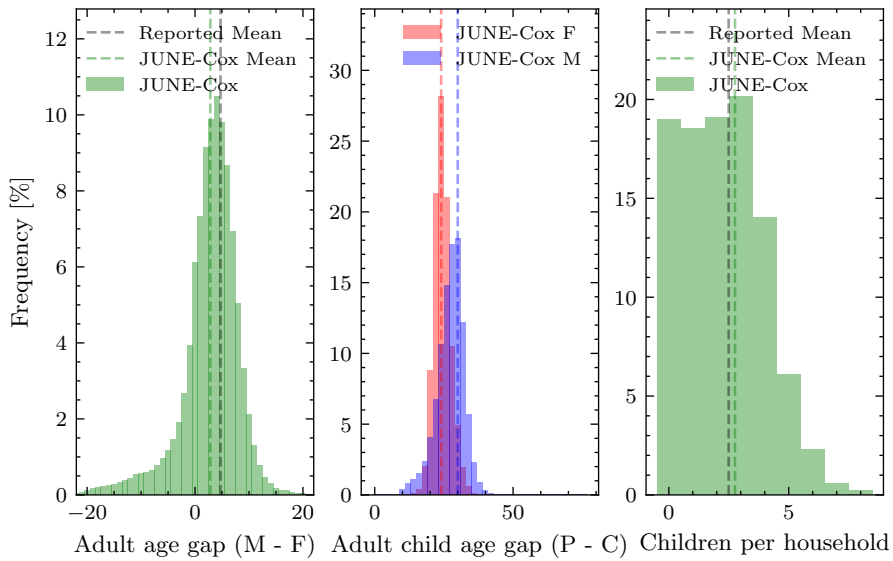 Frequency [%]
12
10
8
6
4
2
0
Reported Mean
JUNE-Cox Mean
JUNE-Cox
−20
0
20
Adult age gap (M - F)
30
25
20
15
10
5
0
JUNE-Cox F
JUNE-Cox M
0
50
Adult child age gap (P - C)
20
15
10
5
0
Reported Mean
JUNE-Cox Mean
JUNE-Cox
0
5
Children per household